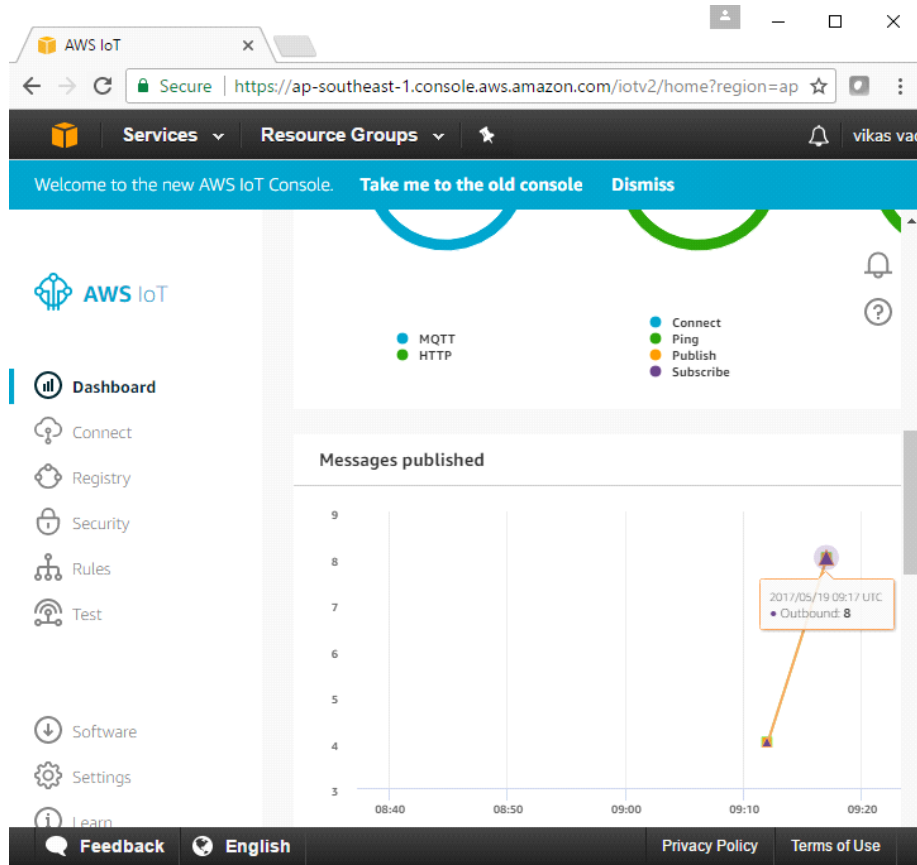 AWS IoT
Secure https://ap-southeast-1.console.aws.amazon.com/iotv2/home?region=ap
Services Resource Groups vikas vad
Welcome to the new AWS IoT Console. Take me to the old console Dismiss
AWS IoT
Dashboard
Connect
Registry
Security
Rules
Test
Software
Settings
Learn
MQTT
HTTP
Connect
Ping
Publish
Subscribe
Messages published
9
8
7
6
5
4
3
2017/05/19 09:17 UTC
Outbound: 8
08:40 08:50 09:00 09:10 09:20
Feedback English Privacy Policy Terms of Use